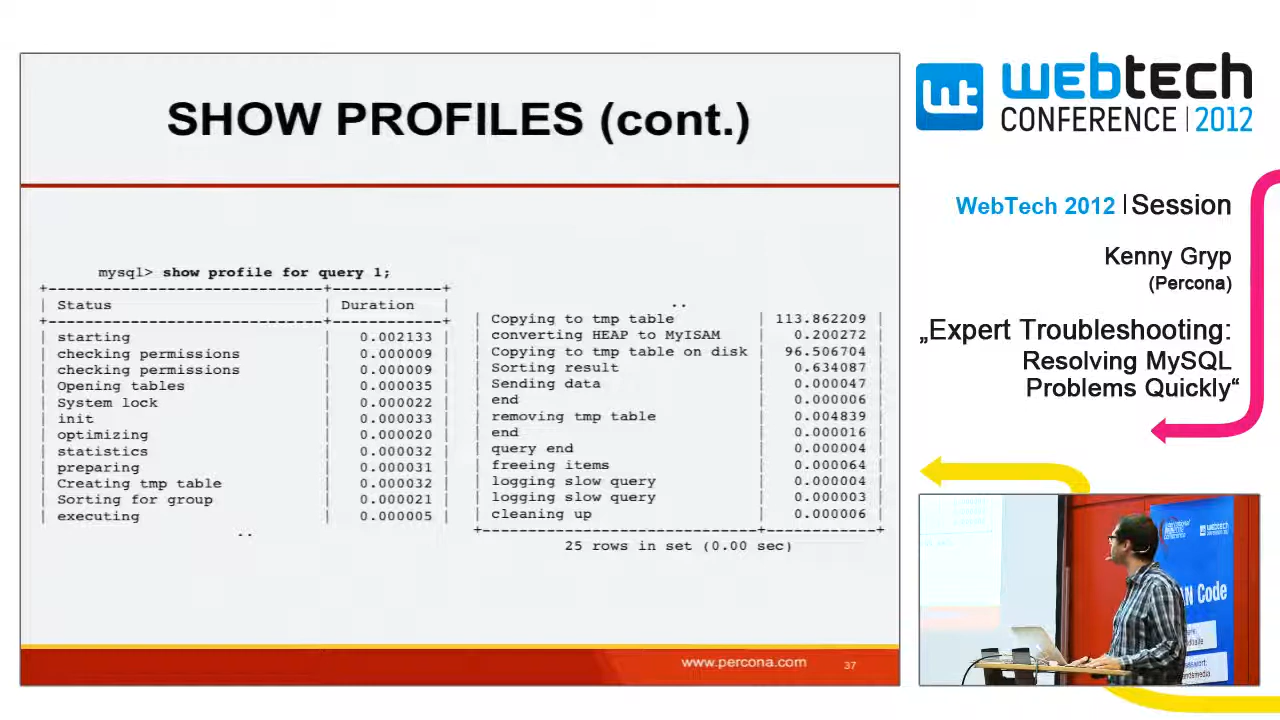 SHOW PROFILES (cont.)
mysql> show profile for query 1;
+----------------------------------+------------+
| Status | Duration |
+----------------------------------+------------+
| starting | 0.002133 |
| checking permissions | 0.000009 |
| checking permissions | 0.000009 |
| Opening tables | 0.000035 |
| System lock | 0.000022 |
| init | 0.000033 |
| optimizing | 0.000020 |
| statistics | 0.000032 |
| preparing | 0.000031 |
| Creating tmp table | 0.000032 |
| Sorting for group | 0.000021 |
| executing | 0.000005 |
..
..
| Copying to tmp table | 113.862209 |
| converting HEAP to MyISAM | 0.200272 |
| Copying to tmp table on disk | 96.506704 |
| Sorting result | 0.634087 |
| Sending data | 0.000047 |
| end | 0.000006 |
| removing tmp table | 0.004839 |
| end | 0.000016 |
| query end | 0.000004 |
| freeing items | 0.000064 |
| logging slow query | 0.000004 |
| logging slow query | 0.000003 |
| cleaning up | 0.000006 |
+----------------------------------+------------+
25 rows in set (0.00 sec)
www.percona.com 37
wt webtech
CONFERENCE | 2012
WebTech 2012 | Session
Kenny Gryp
(Percona)
„Expert Troubleshooting:
Resolving MySQL
Problems Quickly“
webtech
Code